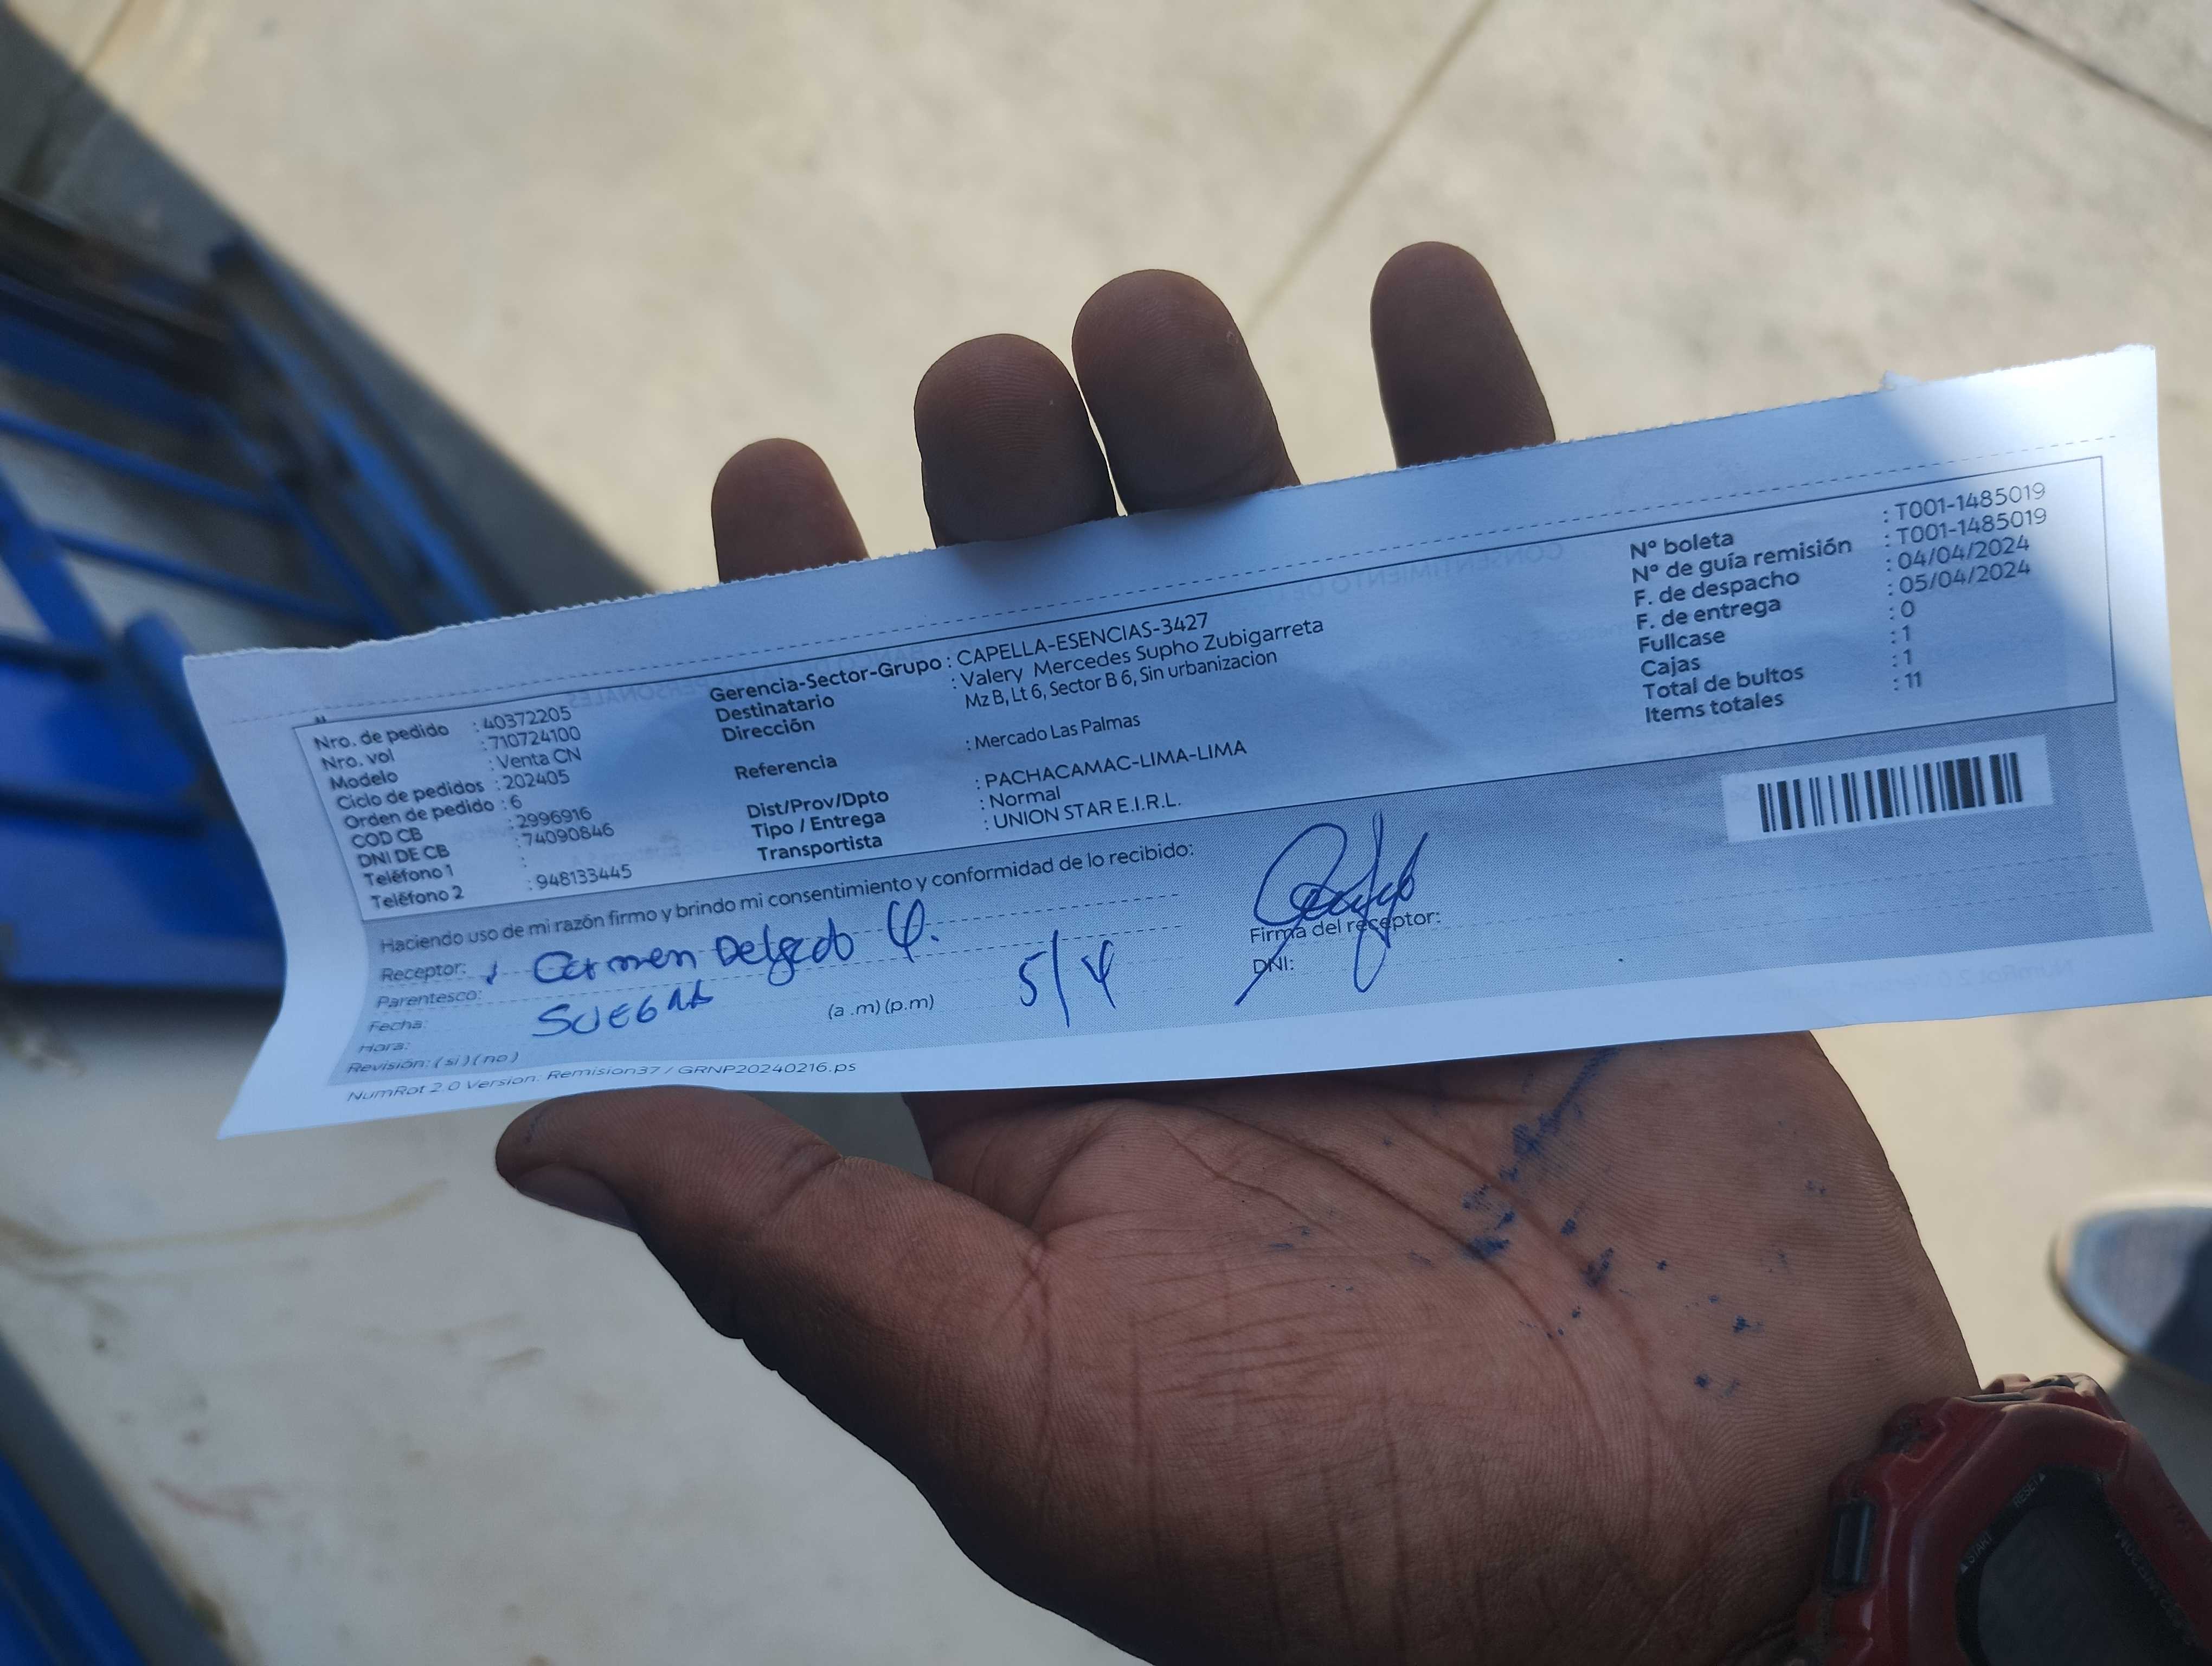 Nro. de pedido : 40372205
Nro. vol : 710724100
Modelo : Venta CN
Ciclo de pedidos : 202405
Orden de pedido : 6
COD CB : 2996916
DNI DE CB : 74090846
Teléfono 1 :
Teléfono 2 : 948133445
Gerencia-Sector-Grupo : CAPELLA-ESENCIAS-3427
Destinatario : Valery Mercedes Supho Zubigarreta
Dirección Mz B, Lt 6, Sector B 6, Sin urbanizacion
Referencia : Mercado Las Palmas
Dist/Prov/Dpto : PACHACAMAC-LIMA-LIMA
Tipo / Entrega : Normal
Transportista : UNION STAR E.I.R.L.
N° boleta : T001-1485019
N° de guía remisión : T001-1485019
F. de despacho : 04/04/2024
F. de entrega : 05/04/2024
Fullcase : 0
Cajas : 1
Total de bultos : 1
Items totales : 11
Haciendo uso de mi razón firmo y brindo mi consentimiento y conformidad de lo recibido:
Receptor: Carmen Delgado
Parentesco: SUEGRA
Fecha: 5/4
Hora: (a .m) (p.m)
Revisión: ( si ) ( no )
Firma del receptor:
DNI:
NumRot 2.0 Version: Remision37 / GRNP20240216.ps
RESET
START